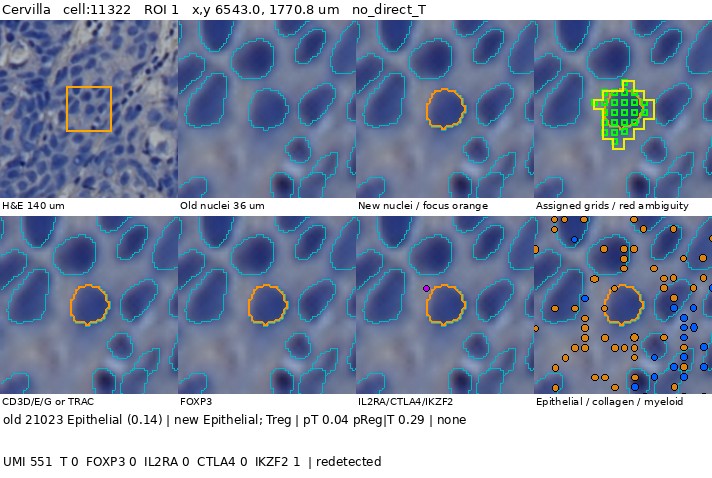 Cervilla cell:11322 ROI 1 x,y 6543.0, 1770.8 um no_direct_T
H&E 140 um
Old nuclei 36 um
New nuclei / focus orange
Assigned grids / red ambiguity
CD3D/E/G or TRAC
FOXP3
IL2RA/CTLA4/IKZF2
Epithelial / collagen / myeloid
old 21023 Epithelial (0.14) | new Epithelial; Treg | pT 0.04 pReg|T 0.29 | none
UMI 551 T 0 FOXP3 0 IL2RA 0 CTLA4 0 IKZF2 1 | redetected